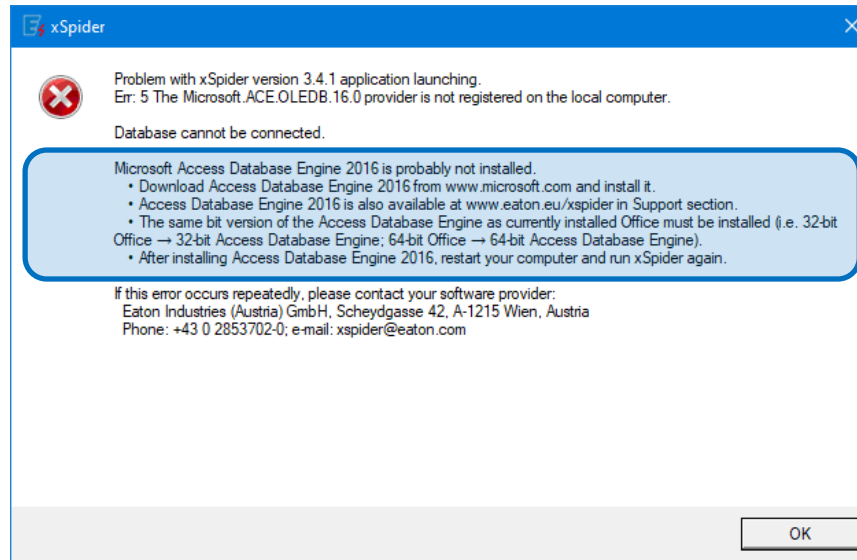 xSpider
Problem with xSpider version 3.4.1 application launching.
Err: 5 The Microsoft.ACE.OLEDB.16.0 provider is not registered on the local computer.
Database cannot be connected.
Microsoft Access Database Engine 2016 is probably not installed.
• Download Access Database Engine 2016 from www.microsoft.com and install it.
• Access Database Engine 2016 is also available at www.eaton.eu/xspider in Support section.
• The same bit version of the Access Database Engine as currently installed Office must be installed (i.e. 32-bit
Office → 32-bit Access Database Engine; 64-bit Office → 64-bit Access Database Engine).
• After installing Access Database Engine 2016, restart your computer and run xSpider again.
If this error occurs repeatedly, please contact your software provider:
Eaton Industries (Austria) GmbH, Scheydgasse 42, A-1215 Wien, Austria
Phone: +43 0 2853702-0; e-mail: xspider@eaton.com
OK